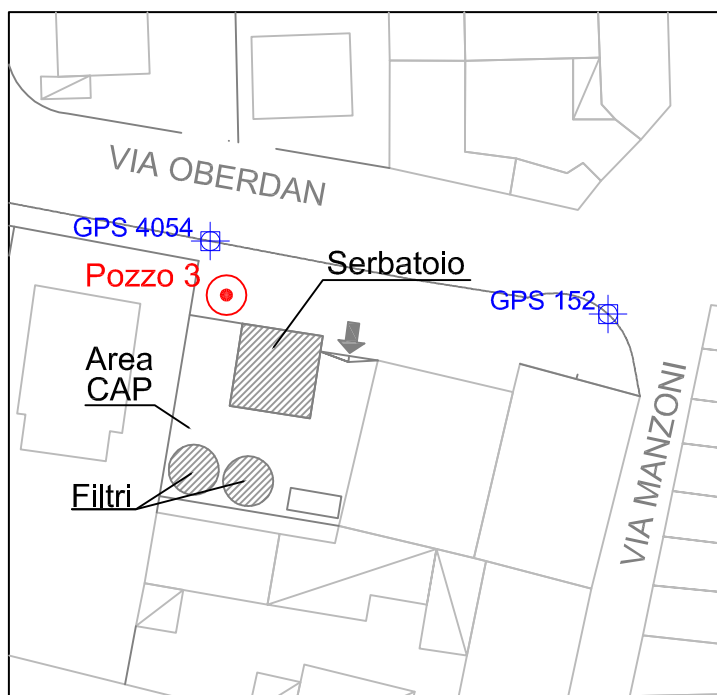 VIA OBERDAN
GPS 4054
Serbatoio
Pozzo 3
GPS 152
Area
CAP
VIA MANZONI
Filtri